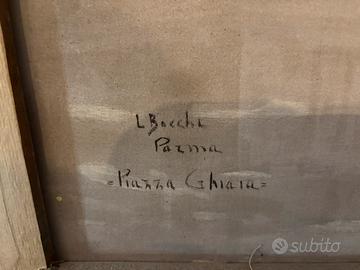 L Bocchi
Parma
= Piazza Ghiaia =
subito